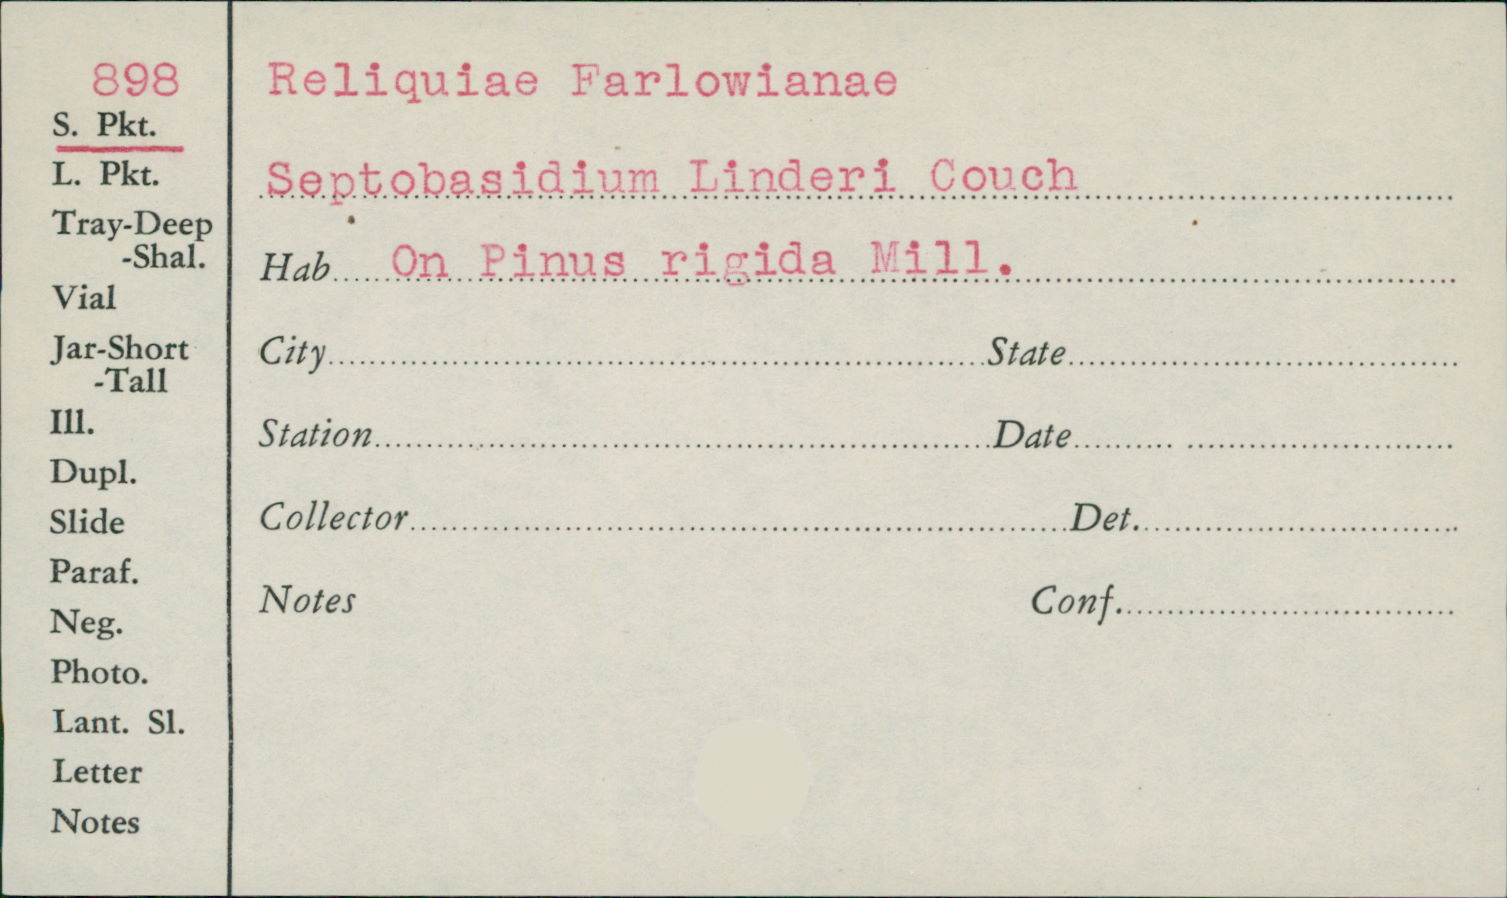 898
S. Pkt.
L. Pkt.
Tray-Deep
-Shal.
Vial
Jar-Short
-Tall
Ill.
Dupl.
Slide
Paraf.
Neg.
Photo.
Lant. Sl.
Letter
Notes
Reliquiae Farlowianae
Septobasidium Linderi Couch
Hab. On Pinus rigida Mill.
City State
Station Date
Collector Det.
Notes Conf.